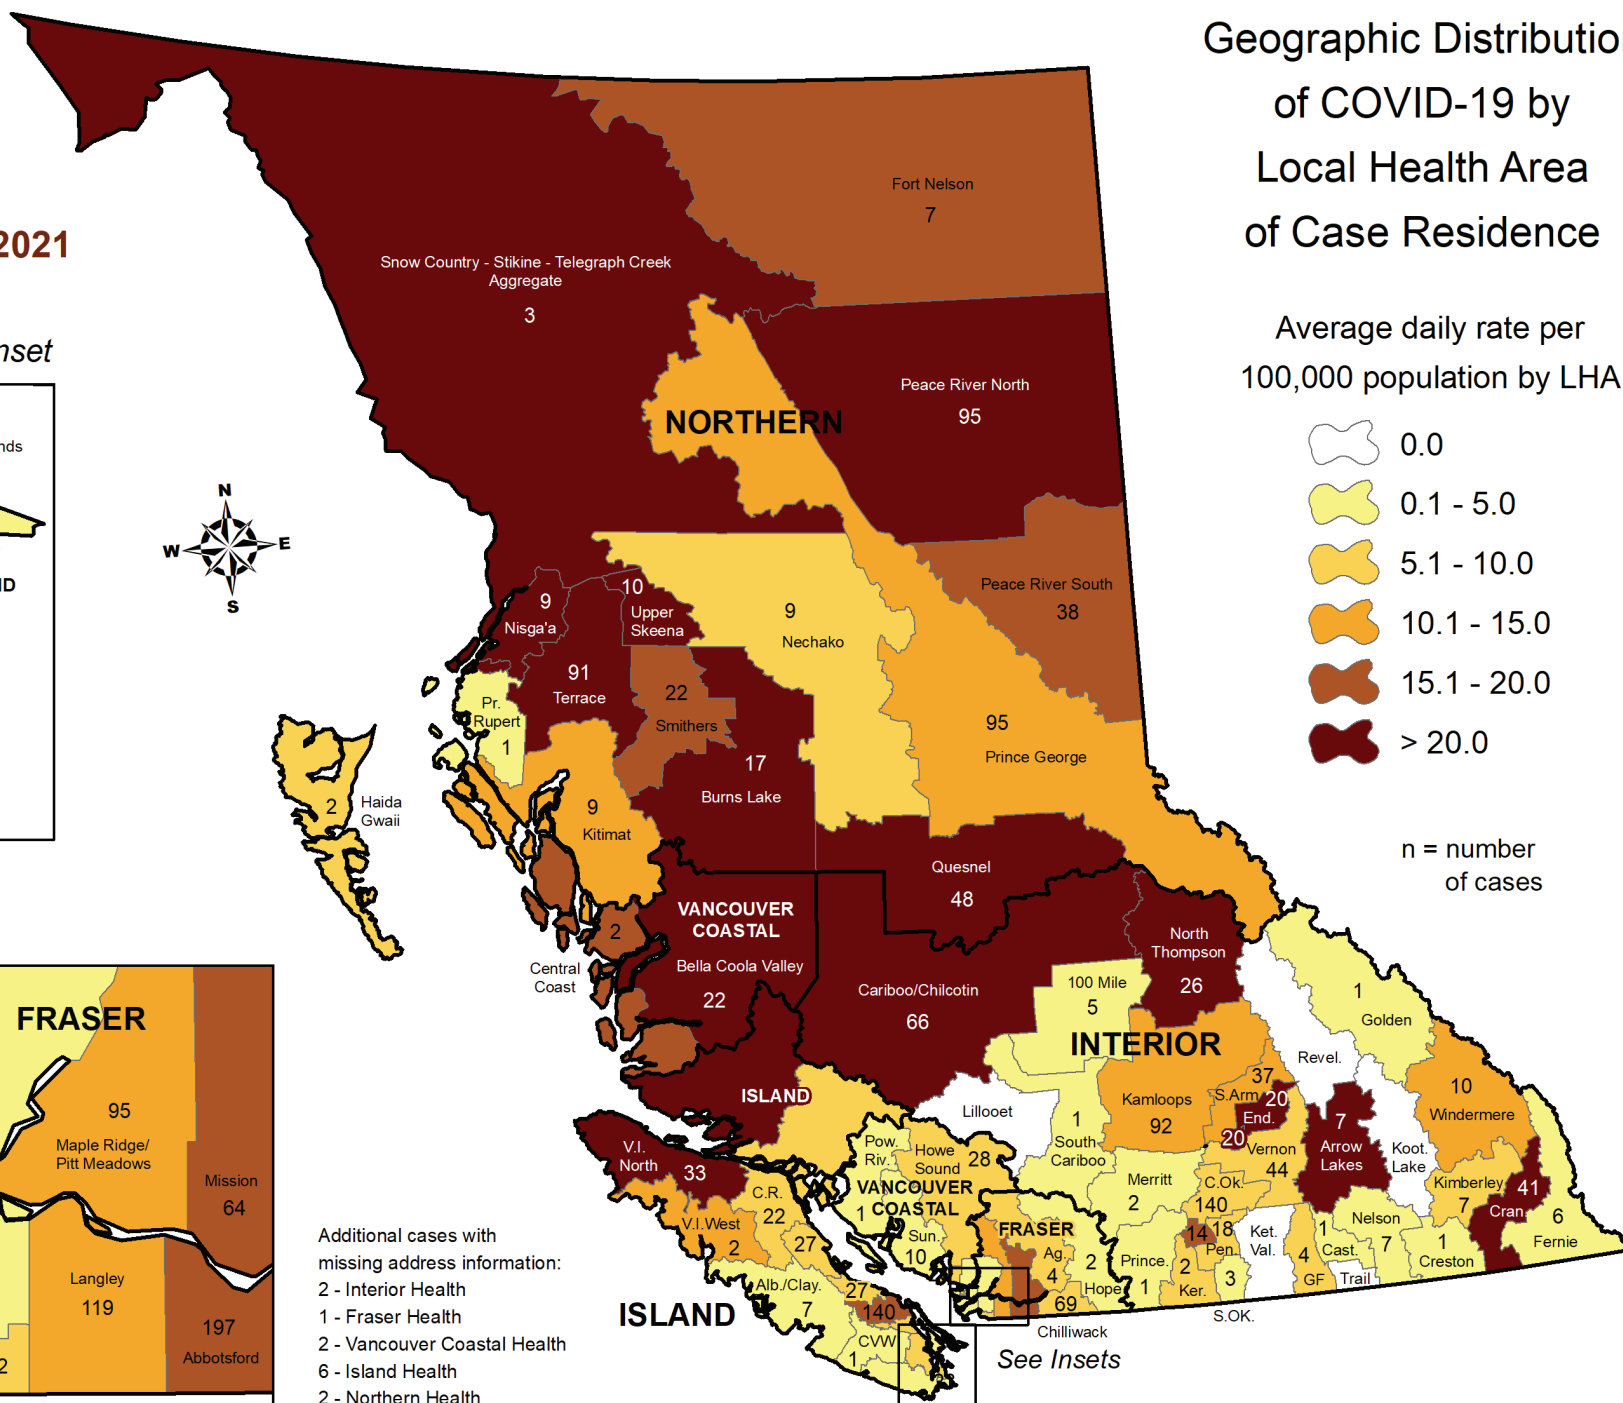 Geographic Distributio
of COVID-19 by
Local Health Area
of Case Residence
2021
nset
nds
ID
N
W
E
S
Average daily rate per
100,000 population by LHA
0.0
0.1 - 5.0
5.1 - 10.0
10.1 - 15.0
15.1 - 20.0
> 20.0
n = number
of cases
Fort Nelson
7
Snow Country - Stikine - Telegraph Creek
Aggregate
3
Peace River North
95
NORTHERN
Peace River South
38
9
Nisga'a
10
Upper
Skeena
9
Nechako
91
Terrace
22
Smithers
Pr.
Rupert
1
95
Prince George
17
Burns Lake
2
Haida
Gwaii
9
Kitimat
Quesnel
48
VANCOUVER
COASTAL
2
Central
Coast
Bella Coola Valley
22
North
Thompson
26
Cariboo/Chilcotin
66
100 Mile
5
INTERIOR
1
Golden
Revel.
ISLAND
Lillooet
Kamloops
92
37
S.Arm
20
End.
20
Vernon
44
7
Arrow
Lakes
10
Windermere
1
South
Cariboo
Koot.
Lake
V.I.
North
33
Pow.
Riv.
Howe
Sound
28
VANCOUVER
COASTAL
1
Sun.
10
C.R.
22
V.I.West
2
27
Merritt
2
C.Ok.
140
Kimberley
7
41
Cran.
6
Fernie
FRASER
Ag.
4
2
Hope
69
Chilliwack
Prince.
1
14
18
Pen.
2
Ker.
3
S.OK.
Ket.
Val.
4
GF
1
Cast.
Trail
Nelson
7
1
Creston
Alb./Clay.
7
27
140
CVW
1
ISLAND
See Insets
FRASER
95
Maple Ridge/
Pitt Meadows
Mission
64
Langley
119
197
Abbotsford
2
Additional cases with
missing address information:
2 - Interior Health
1 - Fraser Health
2 - Vancouver Coastal Health
6 - Island Health
2 - Northern Health